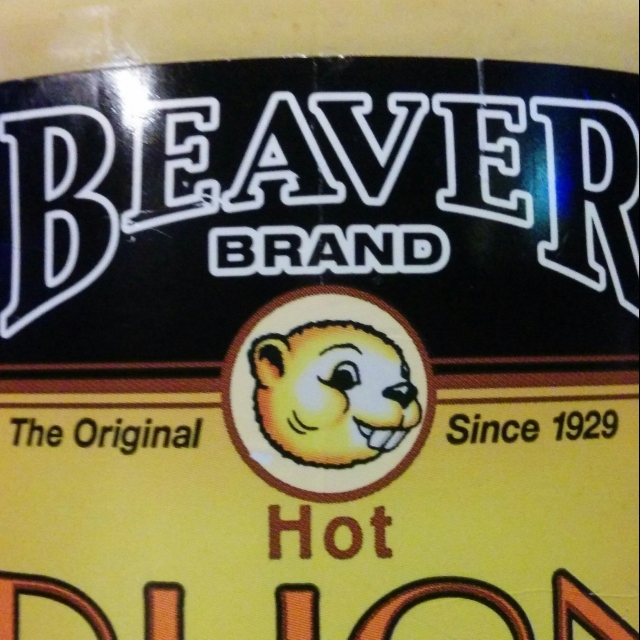 BEAVER
BRAND
The Original
Since 1929
Hot